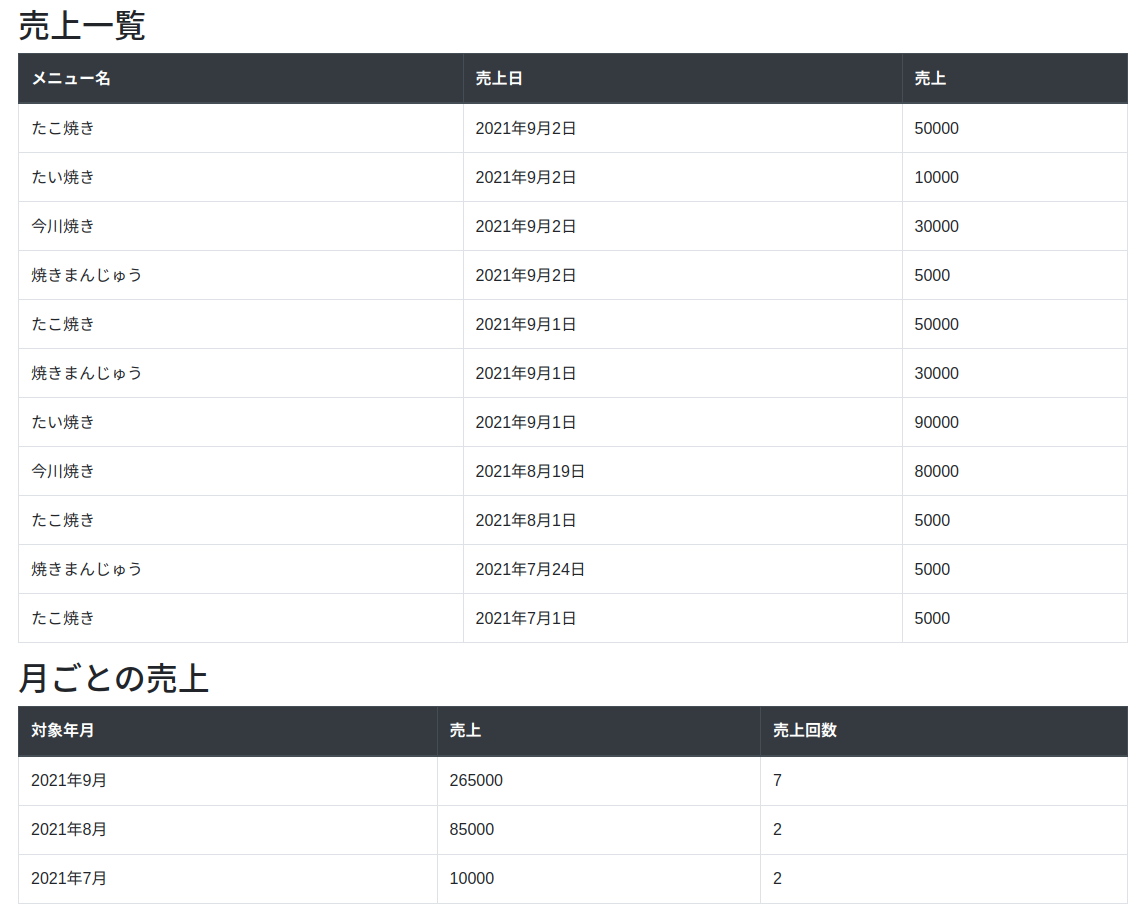 売上一覧
メニュー名 売上日 売上
たこ焼き 2021年9月2日 50000
たい焼き 2021年9月2日 10000
今川焼き 2021年9月2日 30000
焼きまんじゅう 2021年9月2日 5000
たこ焼き 2021年9月1日 50000
焼きまんじゅう 2021年9月1日 30000
たい焼き 2021年9月1日 90000
今川焼き 2021年8月19日 80000
たこ焼き 2021年8月1日 5000
焼きまんじゅう 2021年7月24日 5000
たこ焼き 2021年7月1日 5000
月ごとの売上
対象年月 売上 売上回数
2021年9月 265000 7
2021年8月 85000 2
2021年7月 10000 2